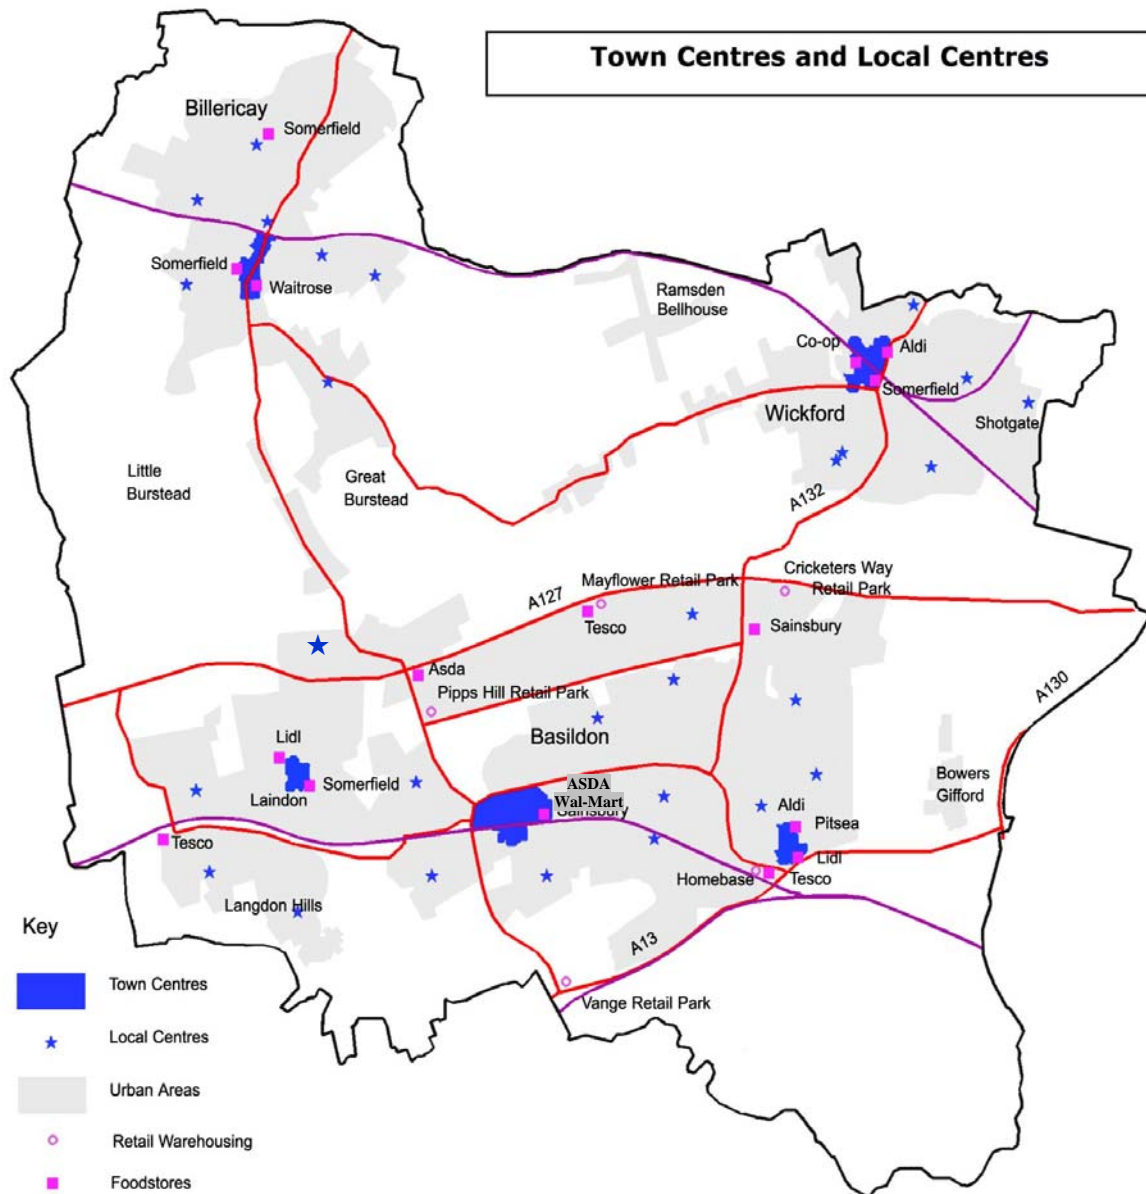 Town Centres and Local Centres
Billericay
Somerfield
Somerfield
Waitrose
Ramsden
Bellhouse
Co-op
Aldi
Somerfield
Wickford
Shotgate
Little
Burstead
Great
Burstead
A132
Cricketers Way
Retail Park
Mayflower Retail Park
A127
Tesco
Sainsbury
Asda
Pipps Hill Retail Park
A130
Basildon
Lidl
Somerfield
Laindon
ASDA
Wal-Mart
Sainsbury
Bowers
Gifford
Aldi
Pitsea
Lidl
Tesco
Homebase
Tesco
Langdon Hills
A13
Vange Retail Park
Key
Town Centres
Local Centres
Urban Areas
Retail Warehousing
Foodstores